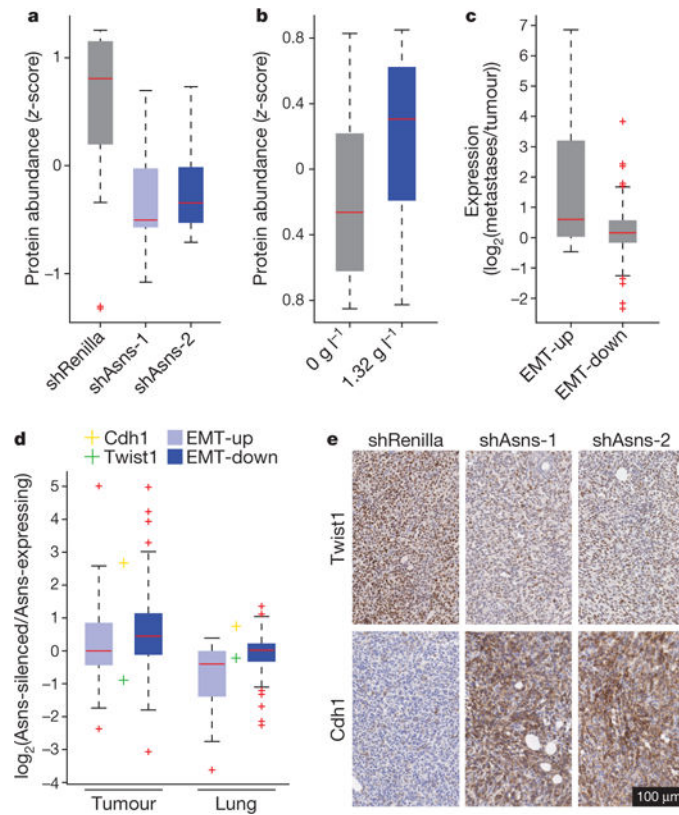 a
Protein abundance (z-score)
1
0
−1
shRenilla
shAsns-1
shAsns-2
b
Protein abundance (z-score)
0.8
0.4
0
0.4
0.8
0 g l⁻¹
1.32 g l⁻¹
c
Expression
(log₂(metastases/tumour))
7
6
5
4
3
2
1
0
−1
−2
EMT-up
EMT-down
d
Cdh1
EMT-up
Twist1
EMT-down
log₂(Asns-silenced/Asns-expressing)
5
4
3
2
1
0
−1
−2
−3
−4
Tumour
Lung
e
shRenilla
shAsns-1
shAsns-2
Twist1
Cdh1
100 μm